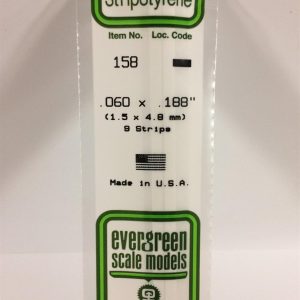 Stripolyrene
Item No. Loc. Code
158
.060 x .188"
(1.5 x 4.8 mm)
9 Strips
Made in U.S.A.
evergreen
scale models